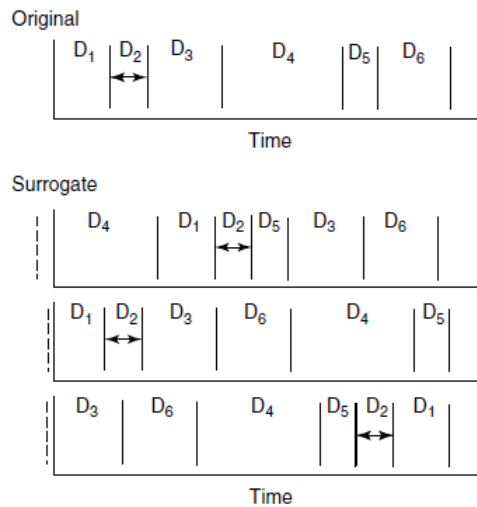 Original
D₁ D₂ D₃ D₄ D₅ D₆
Time
Surrogate
D₄ D₁ D₂ D₅ D₃ D₆
D₁ D₂ D₃ D₆ D₄ D₅
D₃ D₆ D₄ D₅ D₂ D₁
Time